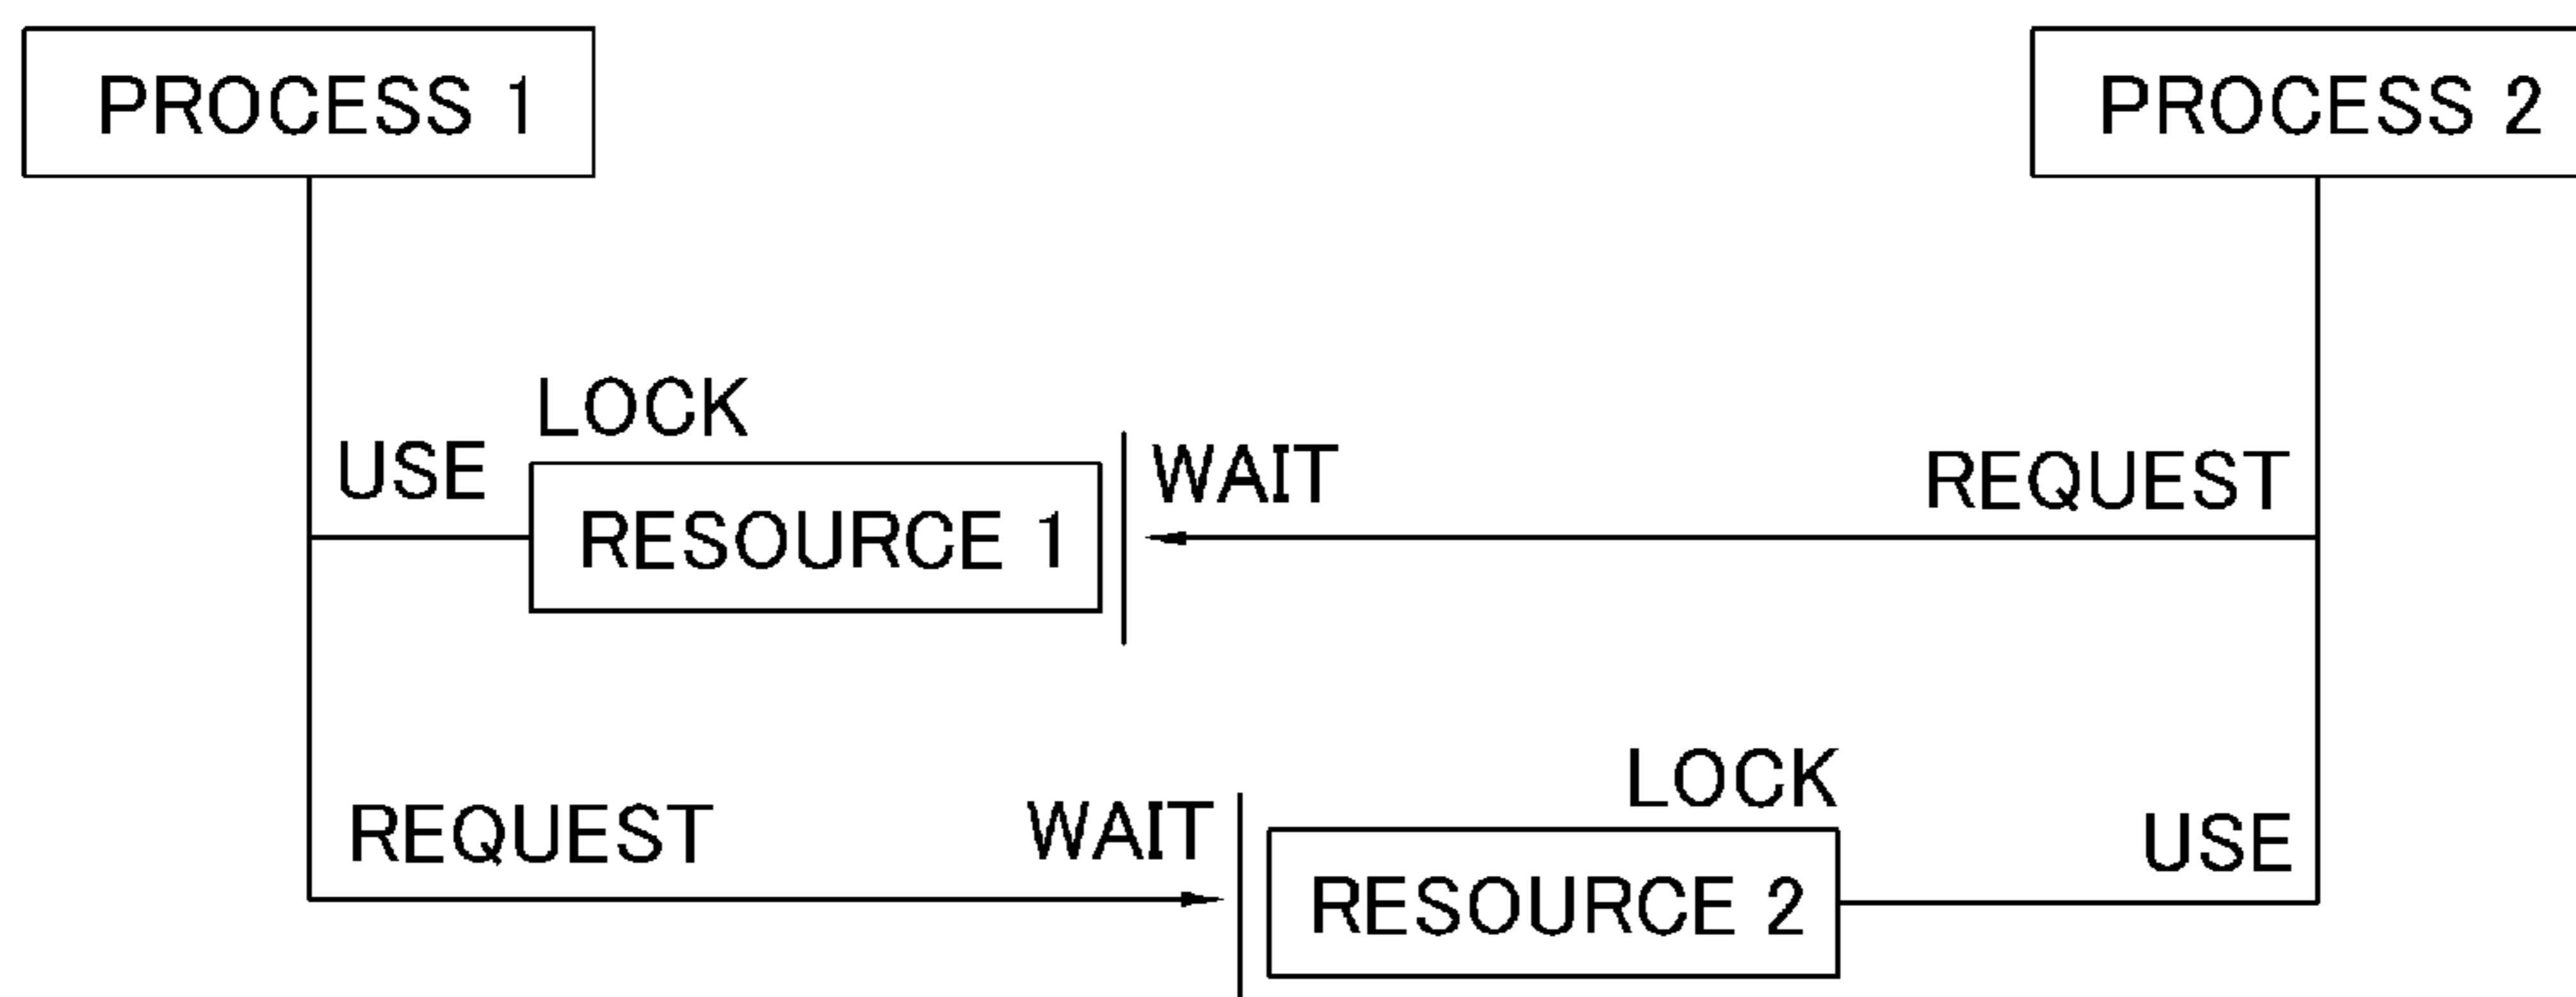 PROCESS 1
PROCESS 2
LOCK
USE
WAIT
REQUEST
RESOURCE 1
LOCK
REQUEST
WAIT
USE
RESOURCE 2